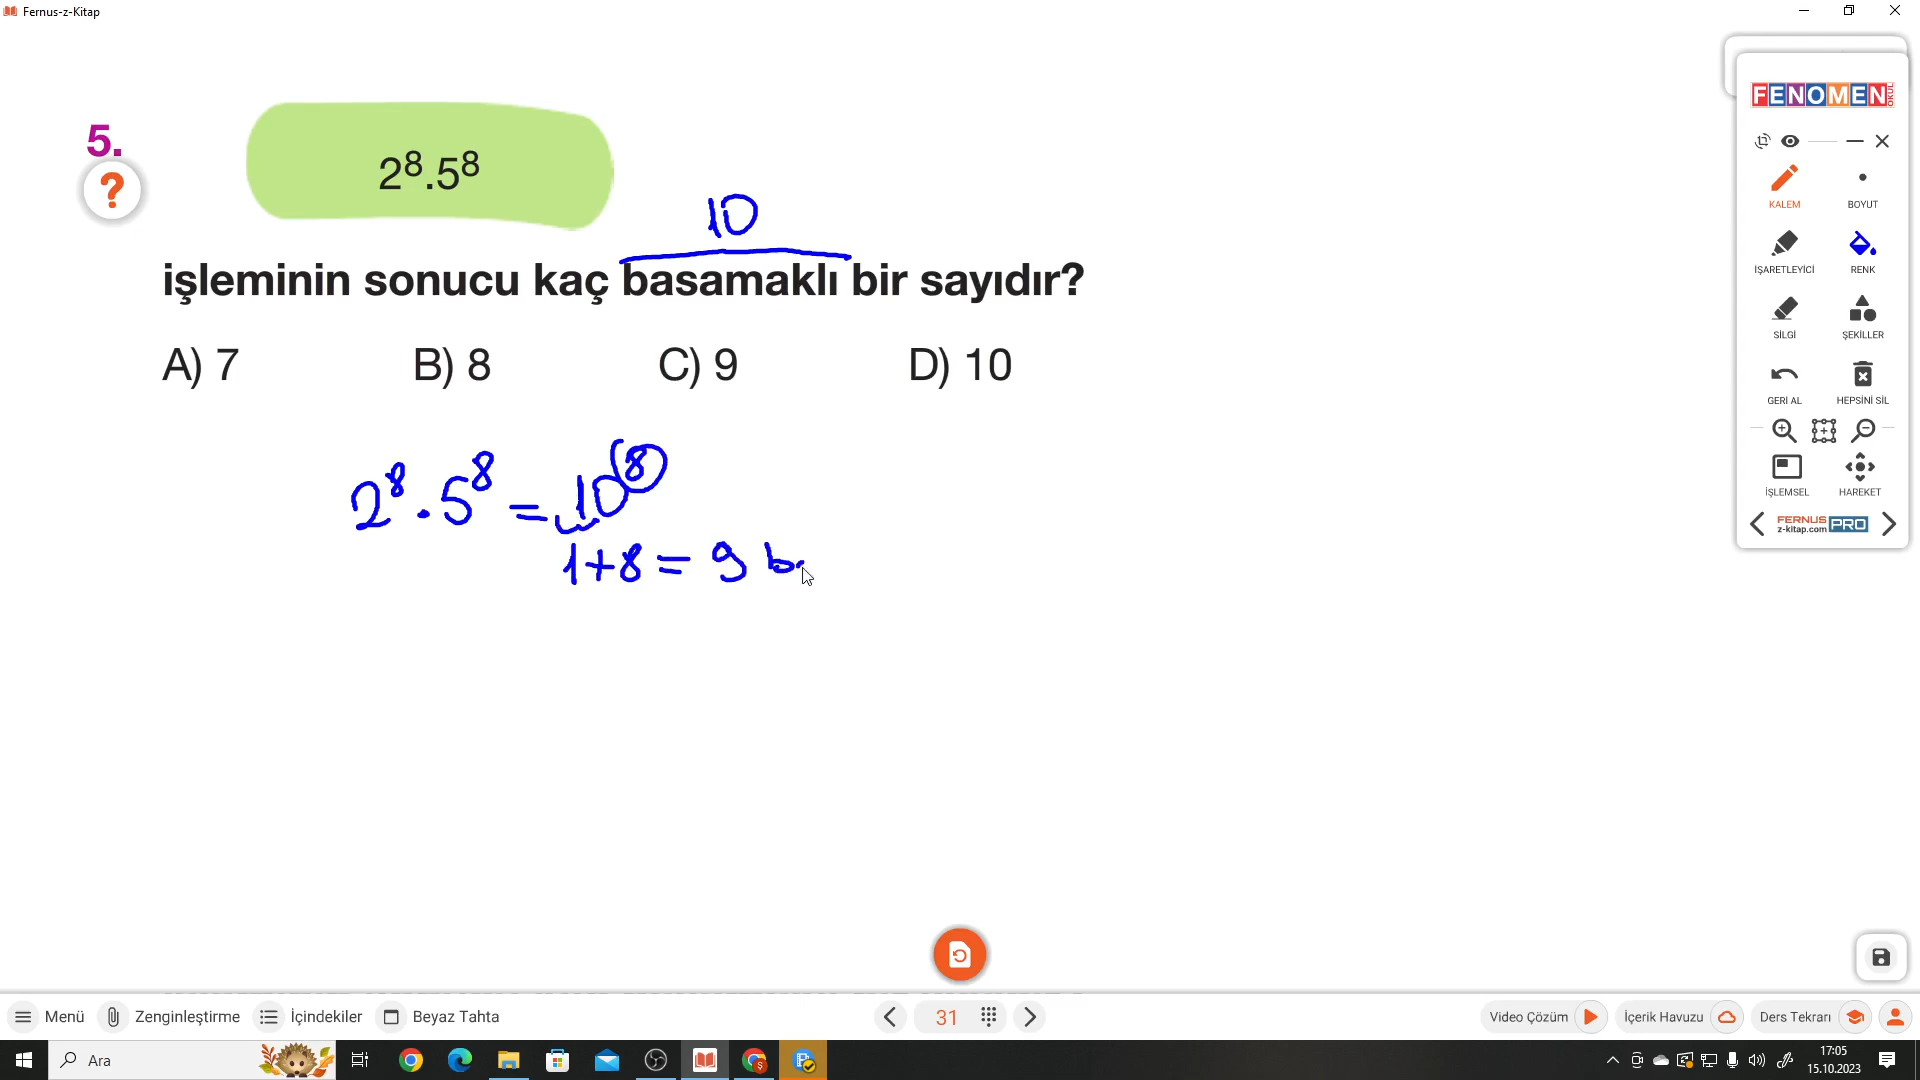 Fernus-z-Kitap
FENOMEN OKUL
5.
?
2⁸.5⁸
10
işleminin sonucu kaç basamaklı bir sayıdır?
A) 7 B) 8 C) 9 D) 10
2⁸ . 5⁸ = 10⁸
1+8 = 9 b.
KALEM BOYUT
İŞARETLEYİCİ RENK
SİLGİ ŞEKİLLER
GERİ AL HEPSİNİ SİL
İŞLEMSEL HAREKET
FERNUS
z-kitap.com PRO
Menü Zenginleştirme İçindekiler Beyaz Tahta 31 Video Çözüm İçerik Havuzu Ders Tekrarı
Ara
17:05
15.10.2023